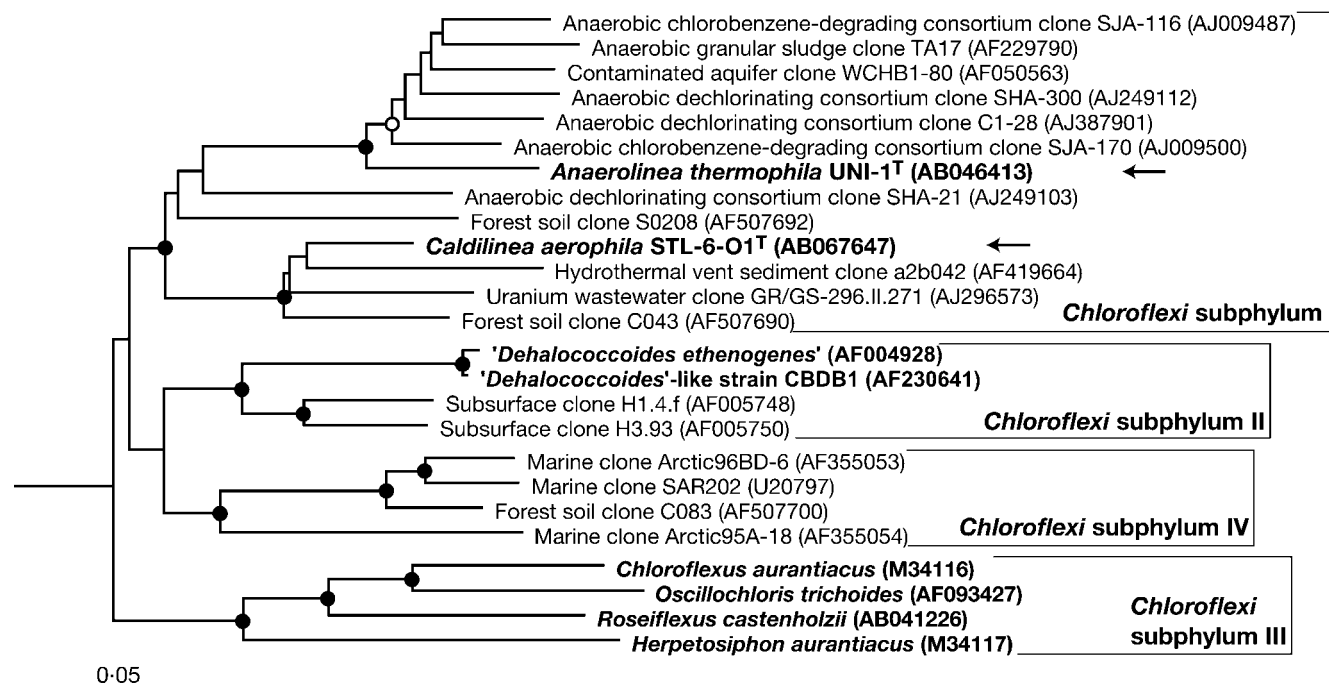 Anaerobic chlorobenzene-degrading consortium clone SJA-116 (AJ009487)
Anaerobic granular sludge clone TA17 (AF229790)
Contaminated aquifer clone WCHB1-80 (AF050563)
Anaerobic dechlorinating consortium clone SHA-300 (AJ249112)
Anaerobic dechlorinating consortium clone C1-28 (AJ387901)
Anaerobic chlorobenzene-degrading consortium clone SJA-170 (AJ009500)
Anaerolinea thermophila UNI-1ᵀ (AB046413)
Anaerobic dechlorinating consortium clone SHA-21 (AJ249103)
Forest soil clone S0208 (AF507692)
Caldilinea aerophila STL-6-O1ᵀ (AB067647)
Hydrothermal vent sediment clone a2b042 (AF419664)
Uranium wastewater clone GR/GS-296.II.271 (AJ296573)
Forest soil clone C043 (AF507690)
Chloroflexi subphylum
'Dehalococcoides ethenogenes' (AF004928)
'Dehalococcoides'-like strain CBDB1 (AF230641)
Subsurface clone H1.4.f (AF005748)
Subsurface clone H3.93 (AF005750)
Chloroflexi subphylum II
Marine clone Arctic96BD-6 (AF355053)
Marine clone SAR202 (U20797)
Forest soil clone C083 (AF507700)
Marine clone Arctic95A-18 (AF355054)
Chloroflexi subphylum IV
Chloroflexus aurantiacus (M34116)
Oscillochloris trichoides (AF093427)
Roseiflexus castenholzii (AB041226)
Herpetosiphon aurantiacus (M34117)
Chloroflexi
subphylum III
0·05